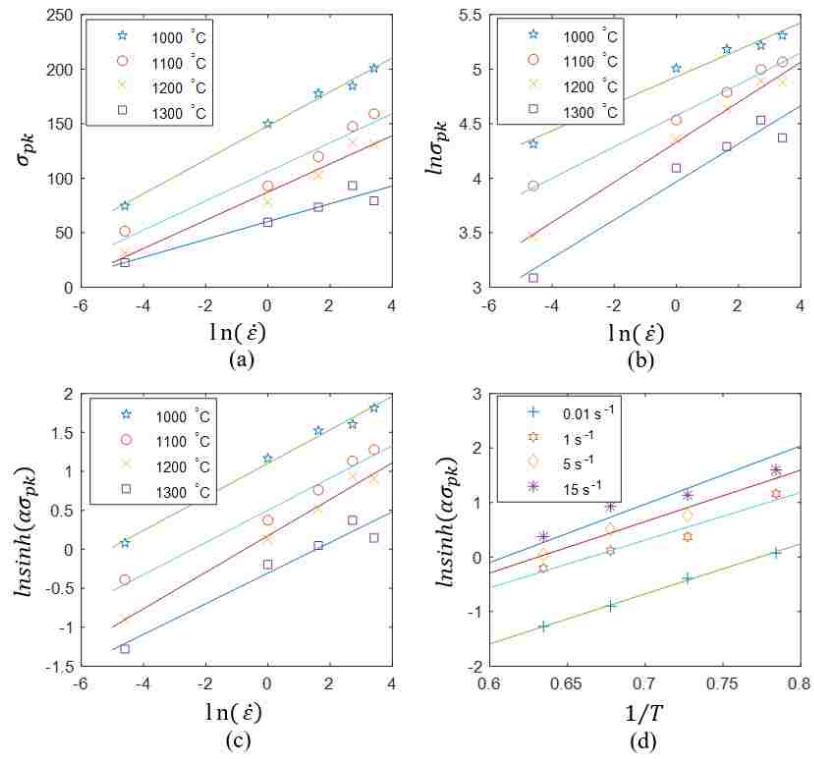 250
200
150
100
50
0
σpk
1000 °C
1100 °C
1200 °C
1300 °C
-6 -4 -2 0 2 4
ln(ε̇)
(a)
5.5
5
4.5
4
3.5
3
lnσpk
1000 °C
1100 °C
1200 °C
1300 °C
-6 -4 -2 0 2 4
ln(ε̇)
(b)
2
1.5
1
0.5
0
-0.5
-1
-1.5
lnsinh(ασpk)
1000 °C
1100 °C
1200 °C
1300 °C
-6 -4 -2 0 2 4
ln(ε̇)
(c)
3
2
1
0
-1
-2
lnsinh(ασpk)
0.01 s⁻¹
1 s⁻¹
5 s⁻¹
15 s⁻¹
0.6 0.65 0.7 0.75 0.8
1/T
(d)